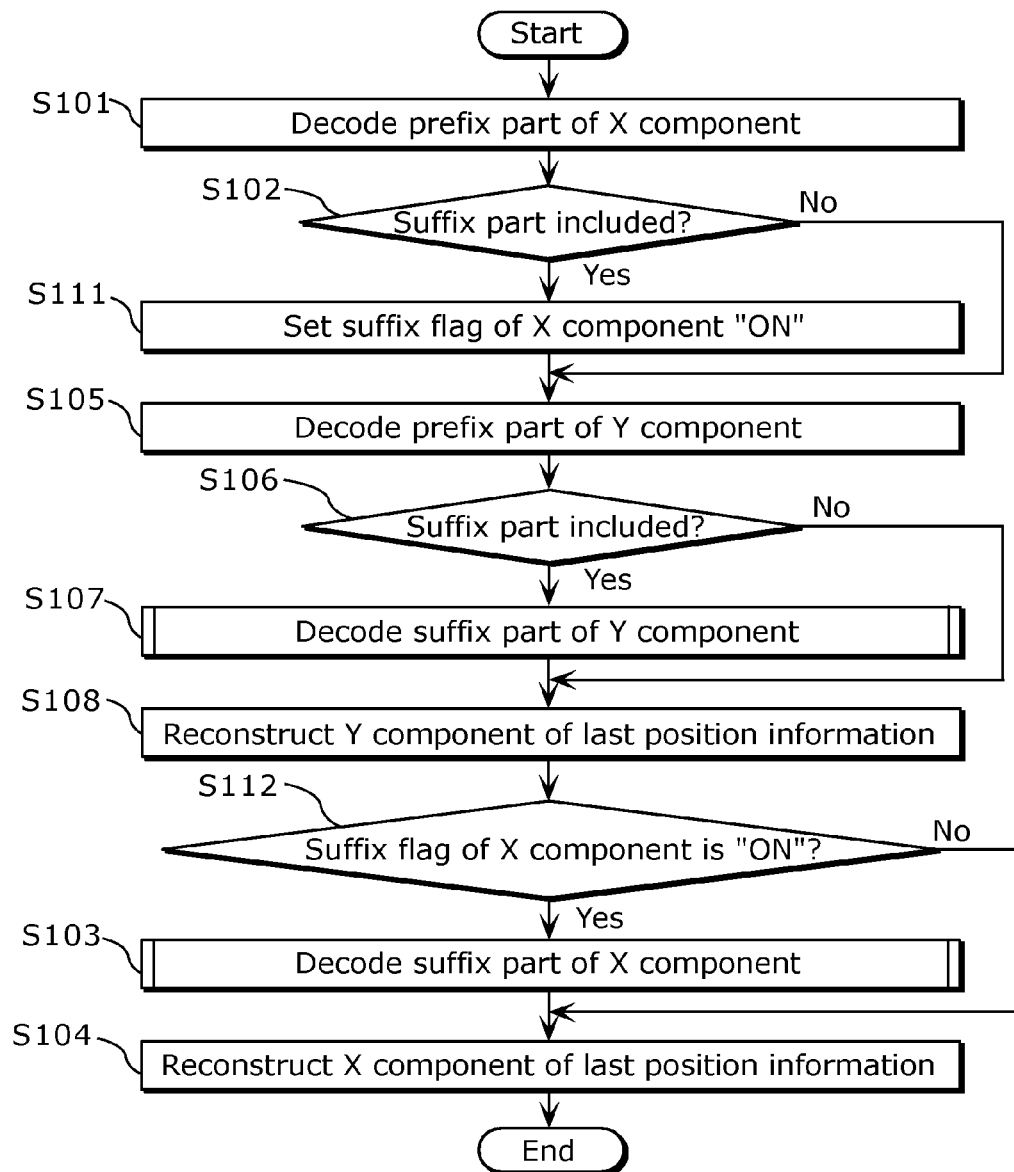 Start
S101
Decode prefix part of X component
S102
Suffix part included?
No
Yes
S111
Set suffix flag of X component "ON"
S105
Decode prefix part of Y component
S106
Suffix part included?
No
Yes
S107
Decode suffix part of Y component
S108
Reconstruct Y component of last position information
S112
Suffix flag of X component is "ON"?
No
Yes
S103
Decode suffix part of X component
S104
Reconstruct X component of last position information
End